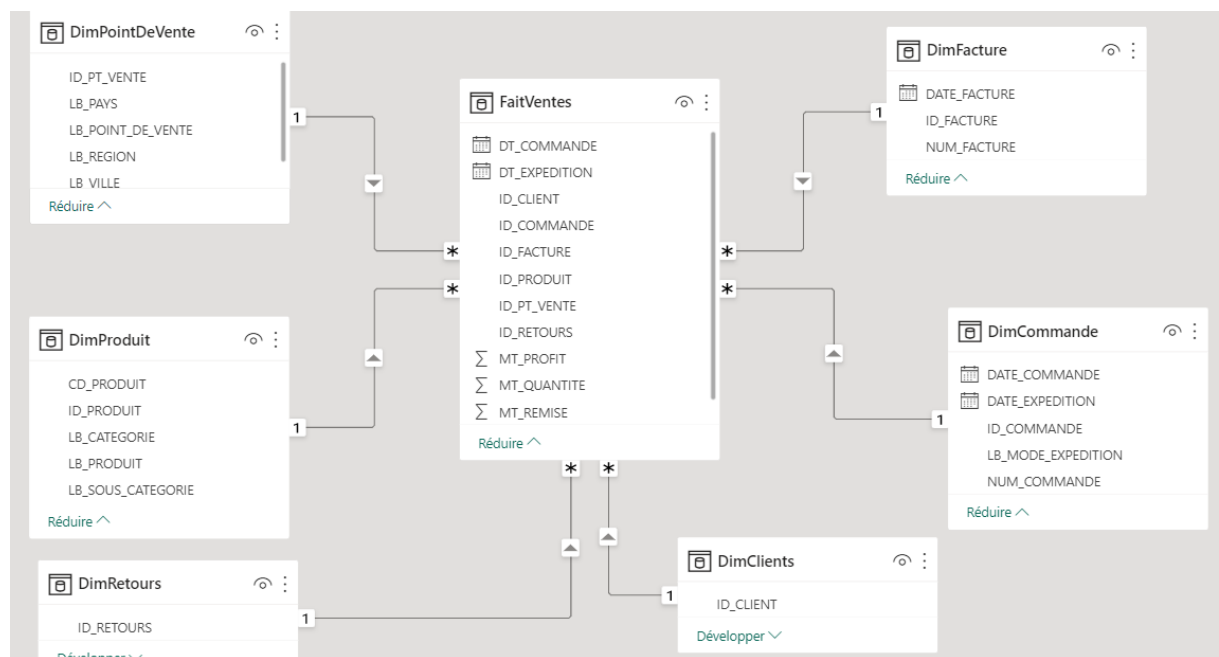 DimPointDeVente
ID_PT_VENTE
LB_PAYS
LB_POINT_DE_VENTE
LB_REGION
LB_VILLE
Réduire
1
*
FaitVentes
DT_COMMANDE
DT_EXPEDITION
ID_CLIENT
ID_COMMANDE
ID_FACTURE
ID_PRODUIT
ID_PT_VENTE
ID_RETOURS
∑ MT_PROFIT
∑ MT_QUANTITE
∑ MT_REMISE
Réduire
DimFacture
DATE_FACTURE
ID_FACTURE
NUM_FACTURE
Réduire
1
*
DimProduit
CD_PRODUIT
ID_PRODUIT
LB_CATEGORIE
LB_PRODUIT
LB_SOUS_CATEGORIE
Réduire
1
*
DimCommande
DATE_COMMANDE
DATE_EXPEDITION
ID_COMMANDE
LB_MODE_EXPEDITION
NUM_COMMANDE
Réduire
1
*
DimRetours
ID_RETOURS
Développer
1
*
DimClients
ID_CLIENT
Développer
1
*